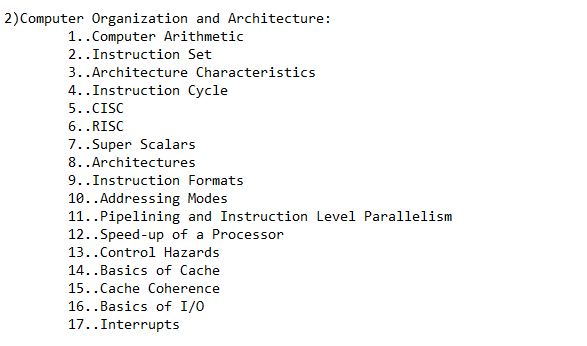 2)Computer Organization and Architecture:
1..Computer Arithmetic
2..Instruction Set
3..Architecture Characteristics
4..Instruction Cycle
5..CISC
6..RISC
7..Super Scalars
8..Architectures
9..Instruction Formats
10..Addressing Modes
11..Pipelining and Instruction Level Parallelism
12..Speed-up of a Processor
13..Control Hazards
14..Basics of Cache
15..Cache Coherence
16..Basics of I/O
17..Interrupts